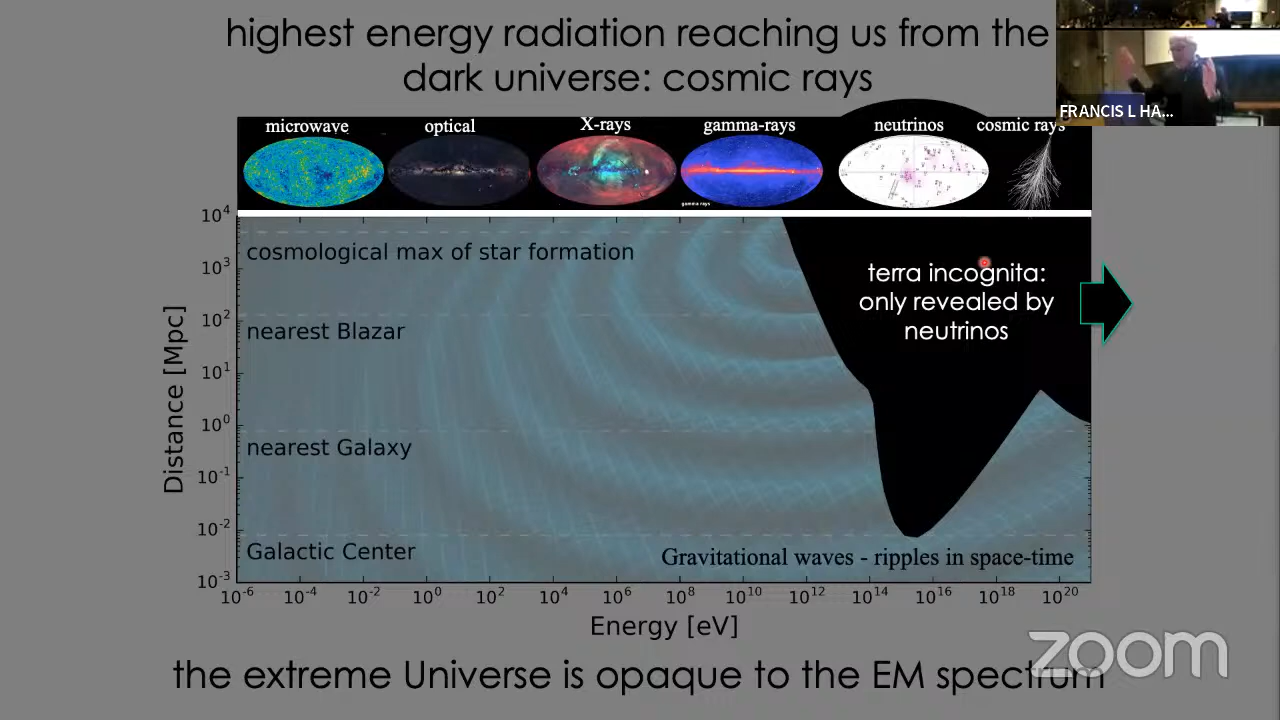 highest energy radiation reaching us from the
dark universe: cosmic rays
FRANCIS L HA...
microwave
optical
X-rays
gamma-rays
neutrinos
cosmic rays
gamma rays
10^4
10^3
10^2
10^1
10^0
10^-1
10^-2
10^-3
Distance [Mpc]
cosmological max of star formation
nearest Blazar
nearest Galaxy
Galactic Center
terra incognita:
only revealed by
neutrinos
Gravitational waves - ripples in space-time
10^-6 10^-4 10^-2 10^0 10^2 10^4 10^6 10^8 10^10 10^12 10^14 10^16 10^18 10^20
Energy [eV]
the extreme Universe is opaque to the EM spectrum
zoom